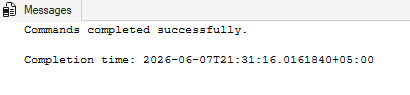 Messages
Commands completed successfully.
Completion time: 2026-06-07T21:31:16.0161840+05:00